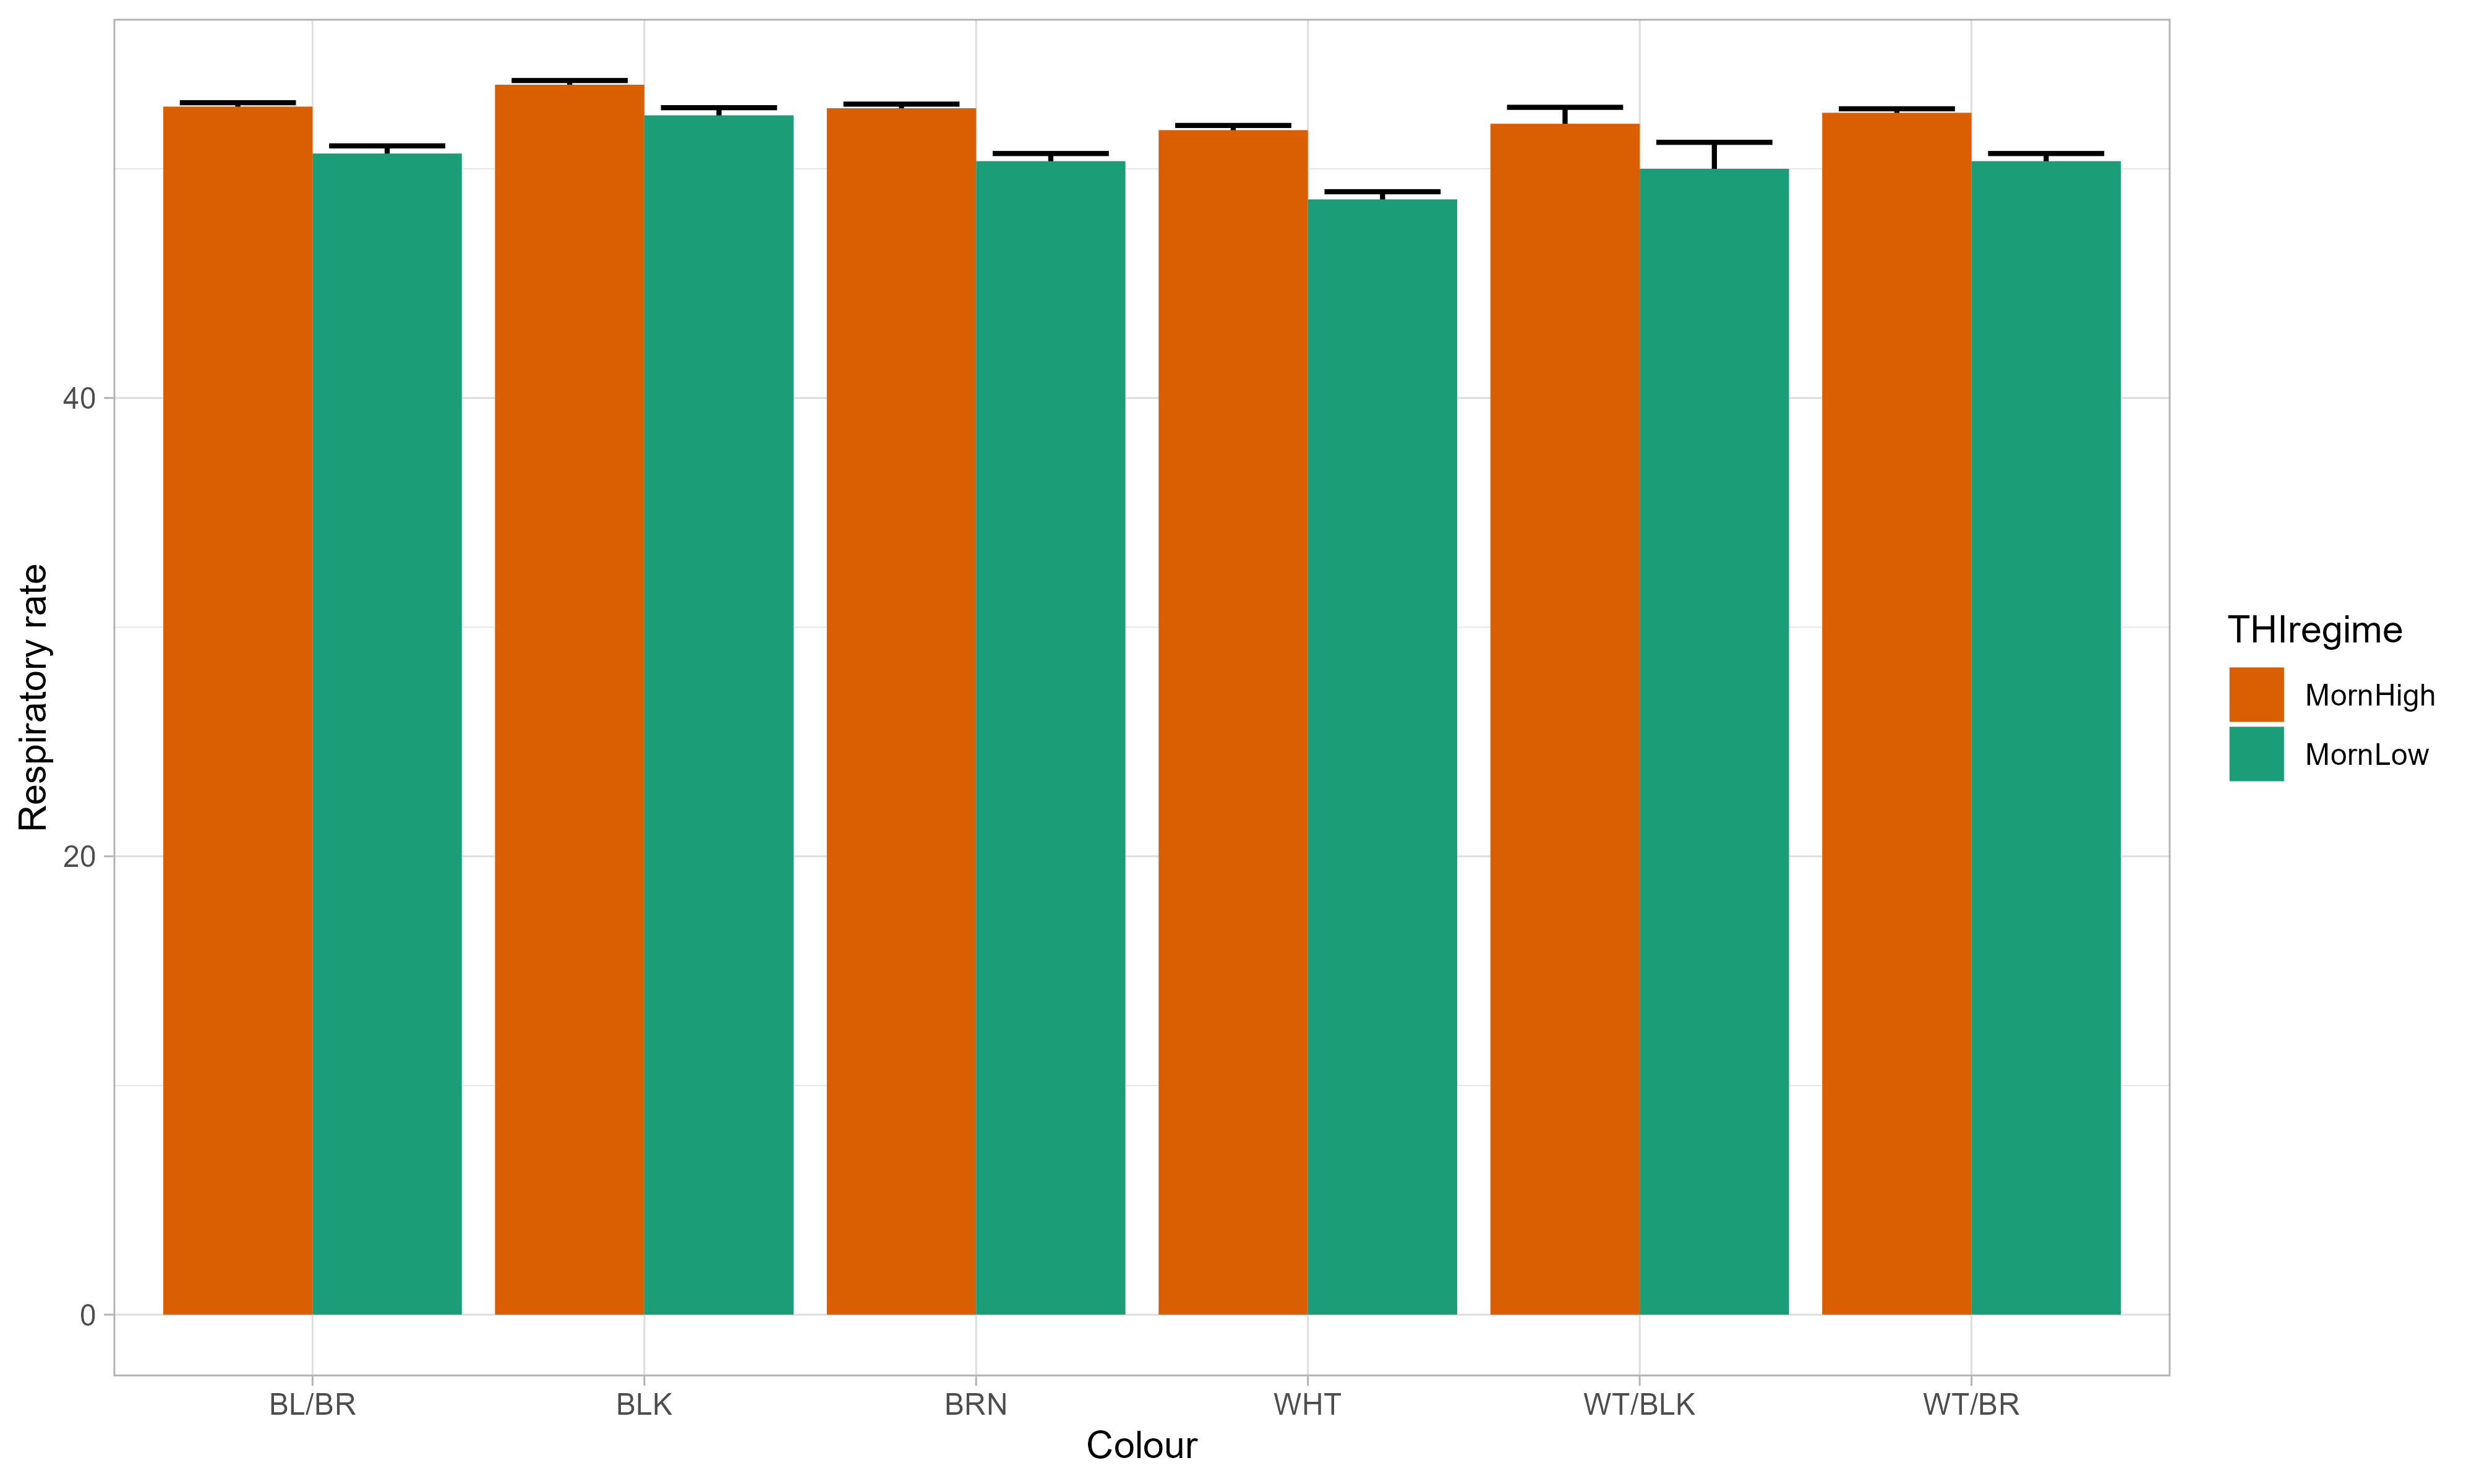 Respiratory rate
40
20
0
BL/BR BLK BRN WHT WT/BLK WT/BR
Colour
THIregime
MornHigh
MornLow